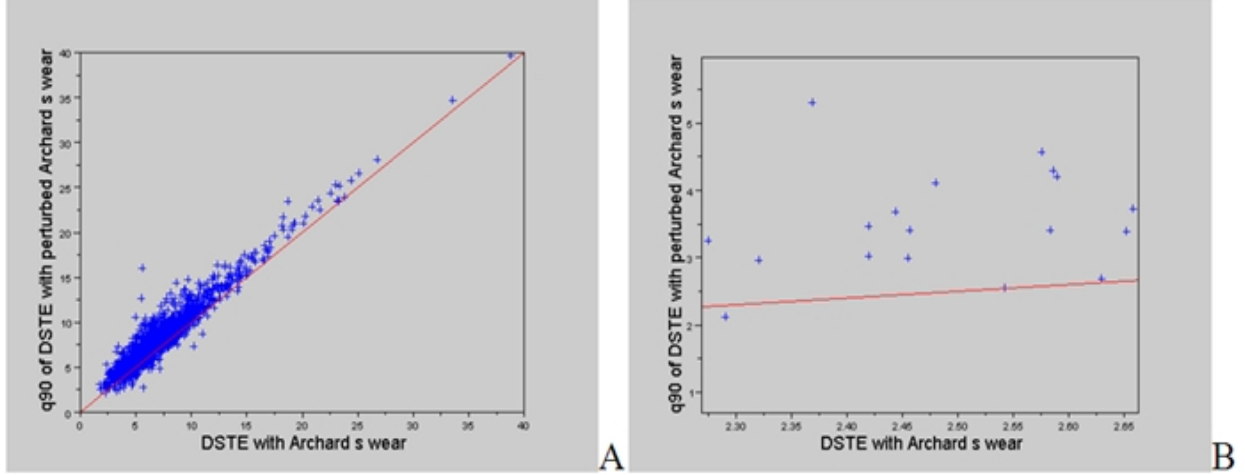 q90 of DSTE with perturbed Archard s wear
40
35
30
25
20
15
10
5
0
0 5 10 15 20 25 30 35 40
DSTE with Archard s wear
A
q90 of DSTE with perturbed Archard s wear
5
4
3
2
1
2.30 2.35 2.40 2.45 2.50 2.55 2.60 2.65
DSTE with Archard s wear
B